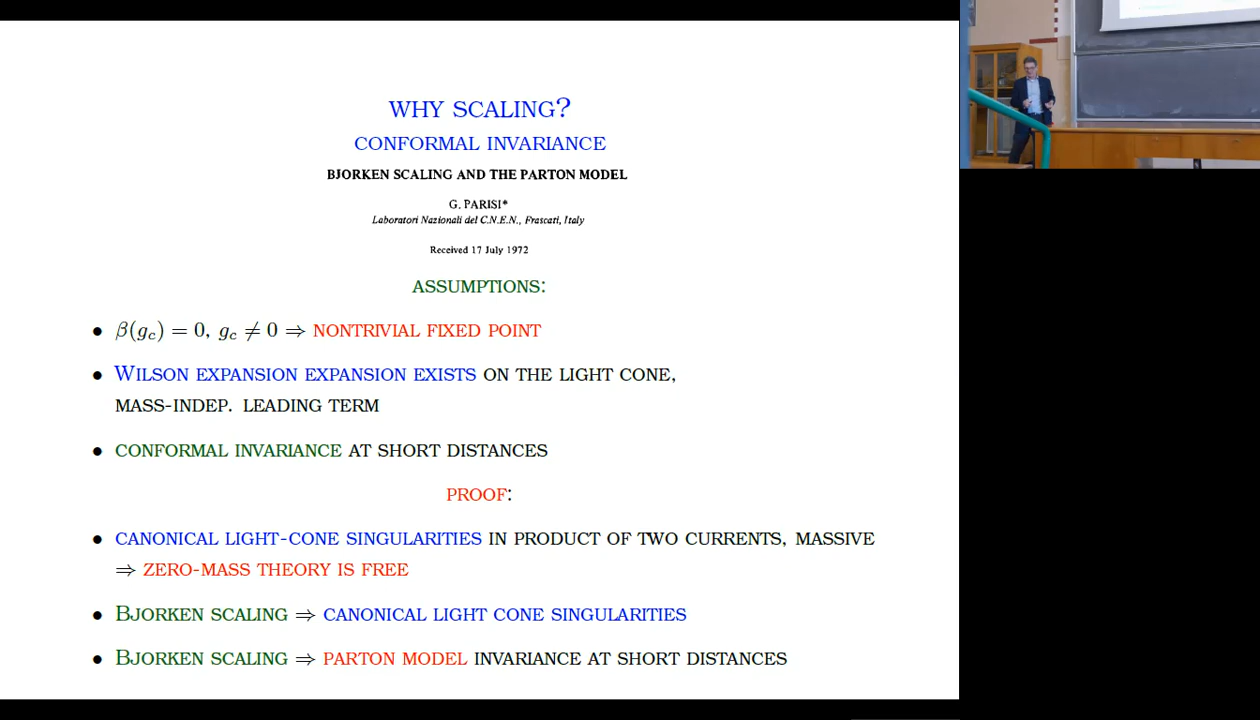 WHY SCALING?
CONFORMAL INVARIANCE
BJORKEN SCALING AND THE PARTON MODEL
G. PARISI*
Laboratori Nazionali del C.N.E.N., Frascati, Italy
Received 17 July 1972
ASSUMPTIONS:
• β(g_c) = 0, g_c ≠ 0 ⇒ NONTRIVIAL FIXED POINT
• WILSON EXPANSION EXPANSION EXISTS ON THE LIGHT CONE,
MASS-INDEP. LEADING TERM
• CONFORMAL INVARIANCE AT SHORT DISTANCES
PROOF:
• CANONICAL LIGHT-CONE SINGULARITIES IN PRODUCT OF TWO CURRENTS, MASSIVE
⇒ ZERO-MASS THEORY IS FREE
• BJORKEN SCALING ⇒ CANONICAL LIGHT CONE SINGULARITIES
• BJORKEN SCALING ⇒ PARTON MODEL INVARIANCE AT SHORT DISTANCES